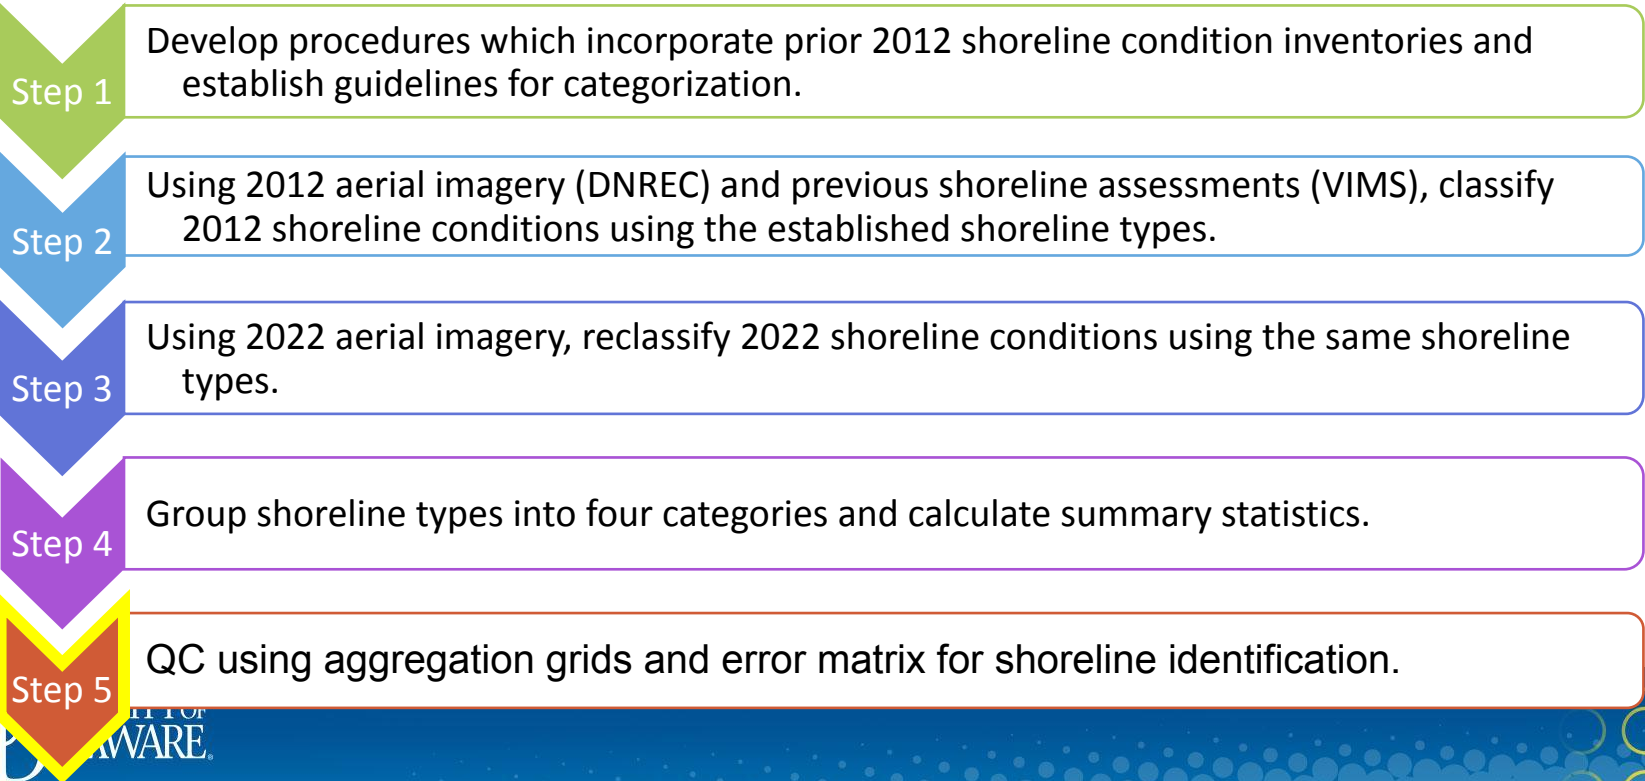 Step 1
Develop procedures which incorporate prior 2012 shoreline condition inventories and
establish guidelines for categorization.
Step 2
Using 2012 aerial imagery (DNREC) and previous shoreline assessments (VIMS), classify
2012 shoreline conditions using the established shoreline types.
Step 3
Using 2022 aerial imagery, reclassify 2022 shoreline conditions using the same shoreline
types.
Step 4
Group shoreline types into four categories and calculate summary statistics.
Step 5
QC using aggregation grids and error matrix for shoreline identification.
OF
WARE